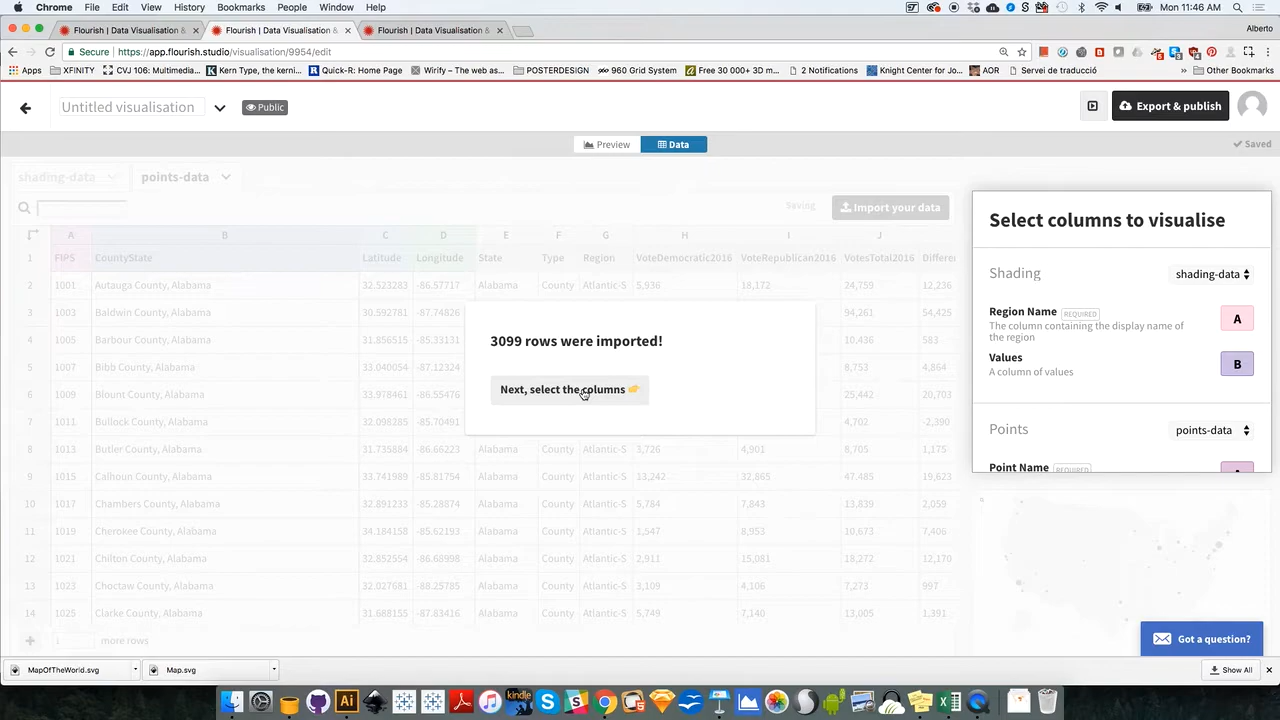 Chrome File Edit View History Bookmarks People Window Help Mon 11:46 AM
Flourish | Data Visualisation & Flourish | Data Visualisation & Flourish | Data Visualisation & Alberto
Secure https://app.flourish.studio/visualisation/9954/edit
Apps XFINITY CVJ 106: Multimedia... Kern Type, the kerni... Quick-R: Home Page Wirify — The web as... POSTERDESIGN 960 Grid System Free 30 000+ 3D m... 2 Notifications Knight Center for Jo... AOR Servei de traducció » Other Bookmarks
Untitled visualisation Public Export & publish
Preview Data Saved
shading-data points-data
Saving Import your data
Select columns to visualise
A B C D E F G H I J
1 FIPS CountyState Latitude Longitude State Type Region VoteDemocratic2016 VoteRepublican2016 VotesTotal2016 Differen
2 1001 Autauga County, Alabama 32.523283 -86.57717 Alabama County Atlantic-S 5,936 18,172 24,759 12,236
3 1003 Baldwin County, Alabama 30.592781 -87.74826 94,261 54,425
4 1005 Barbour County, Alabama 31.856515 -85.33131 10,436 583
5 1007 Bibb County, Alabama 33.040054 -87.12324 8,753 4,864
6 1009 Blount County, Alabama 33.978461 -86.55476 25,442 20,703
7 1011 Bullock County, Alabama 32.098285 -85.70491 4,702 -2,390
8 1013 Butler County, Alabama 31.735884 -86.66223 Alabama County Atlantic-S 3,726 4,901 8,705 1,175
9 1015 Calhoun County, Alabama 33.741989 -85.81754 Alabama County Atlantic-S 13,242 32,865 47,485 19,623
10 1017 Chambers County, Alabama 32.891233 -85.28874 Alabama County Atlantic-S 5,784 7,843 13,839 2,059
11 1019 Cherokee County, Alabama 34.184158 -85.62193 Alabama County Atlantic-S 1,547 8,953 10,673 7,406
12 1021 Chilton County, Alabama 32.852554 -86.68998 Alabama County Atlantic-S 2,911 15,081 18,272 12,170
13 1023 Choctaw County, Alabama 32.027681 -88.25785 Alabama County Atlantic-S 3,109 4,106 7,273 997
14 1025 Clarke County, Alabama 31.688155 -87.83416 Alabama County Atlantic-S 5,749 7,140 13,005 1,391
+ 1 more rows
3099 rows were imported!
Next, select the columns
Shading shading-data
Region Name REQUIRED A
The column containing the display name of
the region
Values B
A column of values
Points points-data
Point Name REQUIRED
Got a question?
MapOfTheWorld.svg Map.svg Show All